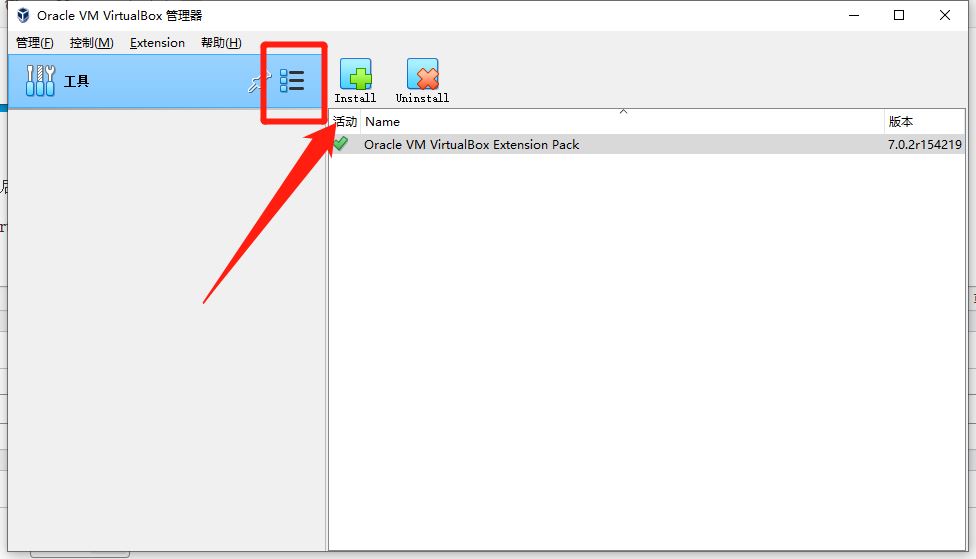 Oracle VM VirtualBox 管理器
管理(F) 控制(M) Extension 帮助(H)
工具
Install Uninstall
活动 Name 版本
Oracle VM VirtualBox Extension Pack 7.0.2r154219